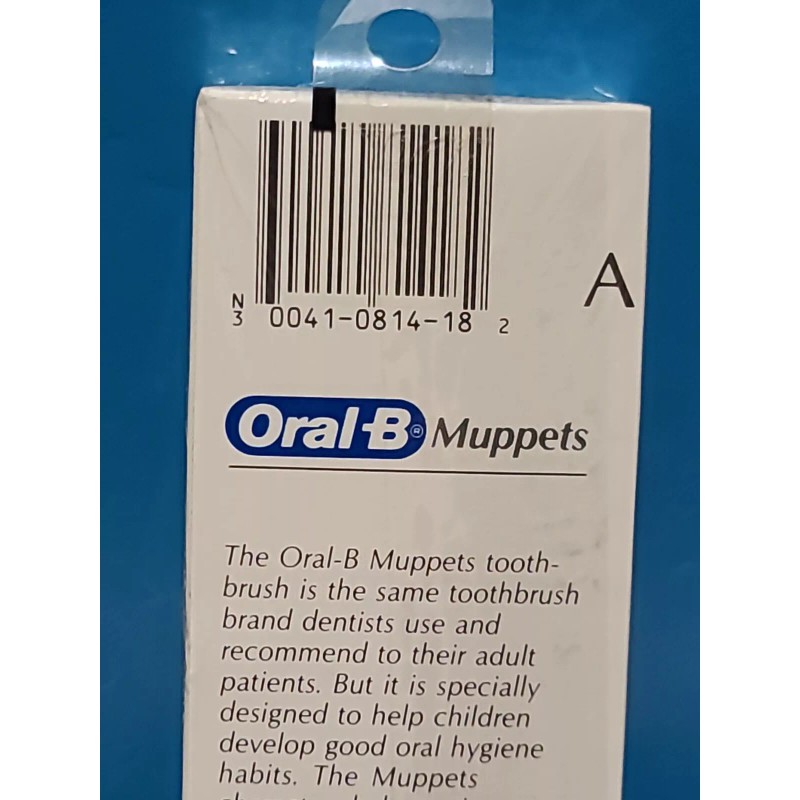 A
N
3 0041-0814-18 2
Oral-B® Muppets
The Oral-B Muppets tooth-
brush is the same toothbrush
brand dentists use and
recommend to their adult
patients. But it is specially
designed to help children
develop good oral hygiene
habits. The Muppets